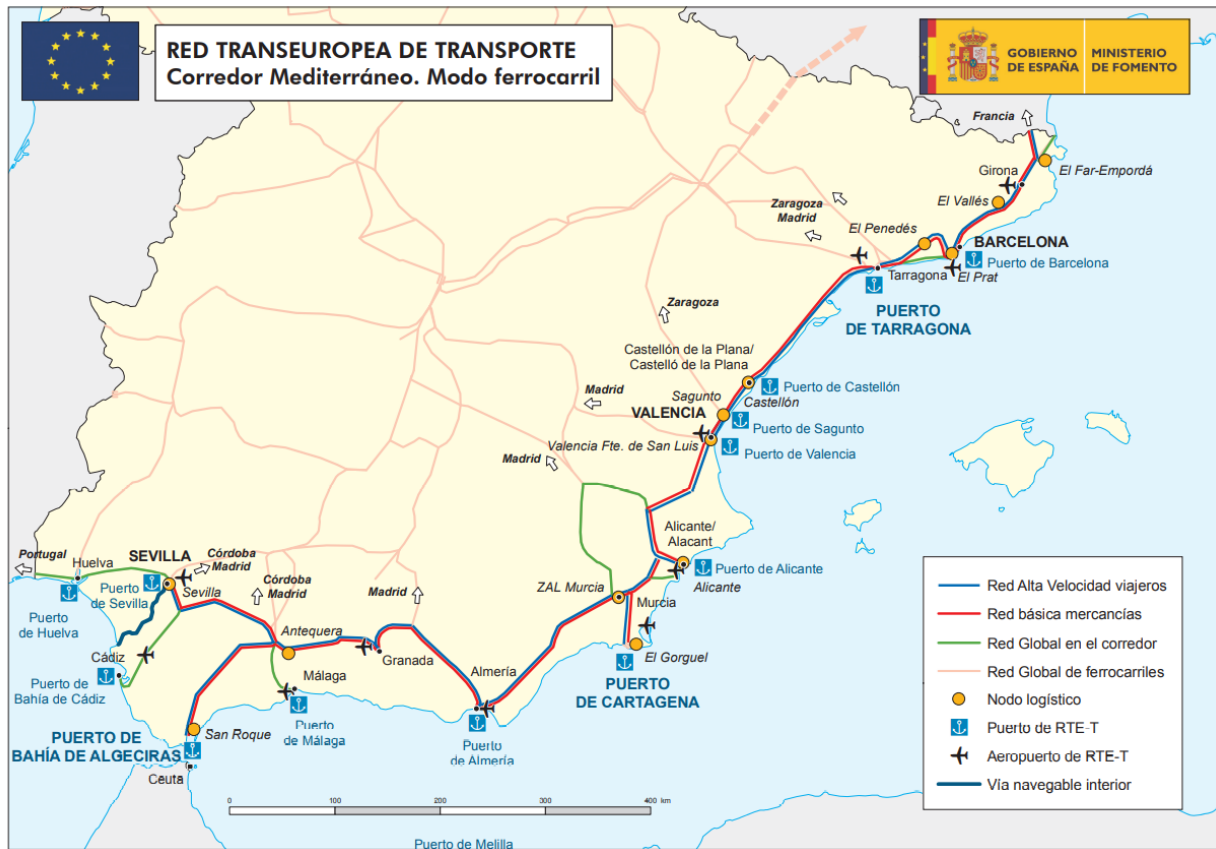 RED TRANSEUROPEA DE TRANSPORTE
Corredor Mediterráneo. Modo ferrocarril
GOBIERNO
DE ESPAÑA
MINISTERIO
DE FOMENTO
Francia
El Far-Empordá
Girona
El Vallés
Zaragoza
Madrid
El Penedés
BARCELONA
Puerto de Barcelona
El Prat
Tarragona
PUERTO
DE TARRAGONA
Zaragoza
Castellón de la Plana/
Castelló de la Plana
Puerto de Castellón
Castellón
Madrid
Sagunto
VALENCIA
Puerto de Sagunto
Valencia Fte. de San Luis
Puerto de Valencia
Madrid
Alicante/
Alacant
Puerto de Alicante
Alicante
ZAL Murcia
Murcia
El Gorguel
PUERTO
DE CARTAGENA
Portugal
Huelva
SEVILLA
Córdoba
Madrid
Puerto
de Sevilla
Sevilla
Córdoba
Madrid
Madrid
Puerto
de Huelva
Antequera
Granada
Cádiz
Puerto de
Bahía de Cádiz
Málaga
Puerto
de Málaga
Almería
Puerto
de Almería
San Roque
PUERTO DE
BAHÍA DE ALGECIRAS
Ceuta
0 100 200 300 400 km
Puerto de Melilla
Red Alta Velocidad viajeros
Red básica mercancías
Red Global en el corredor
Red Global de ferrocarriles
Nodo logístico
Puerto de RTE-T
Aeropuerto de RTE-T
Vía navegable interior